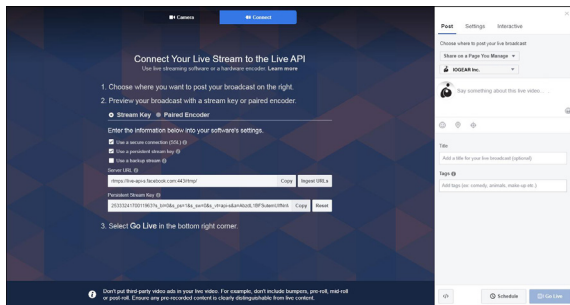 Camera
Connect
Connect Your Live Stream to the Live API
Use live streaming software or a hardware encoder. Learn more
1. Choose where you want to post your broadcast on the right.
2. Preview your broadcast with a stream key or paired encoder.
Stream Key Paired Encoder
Enter the information below into your software's settings.
Use a secure connection (SSL)
Use a persistent stream key
Use a backup stream
Server URL
rtmps://live-api-s.facebook.com:443/rtmp/ Copy Ingest URLs
Persistent Stream Key
Copy Reset
3. Select Go Live in the bottom right corner.
Don't put third-party video ads in your live video. For example, don't include bumpers, pre-roll, mid-roll
or post-roll. Ensure any pre-recorded content is clearly distinguishable from live content.
Post Settings Interactive
Choose where to post your live broadcast
Share on a Page You Manage
IOGEAR Inc.
Say something about this live video...
Title
Add a title for your live broadcast (optional)
Tags
Add tags (ex: comedy, animals, make-up etc.)
</> Schedule Go Live